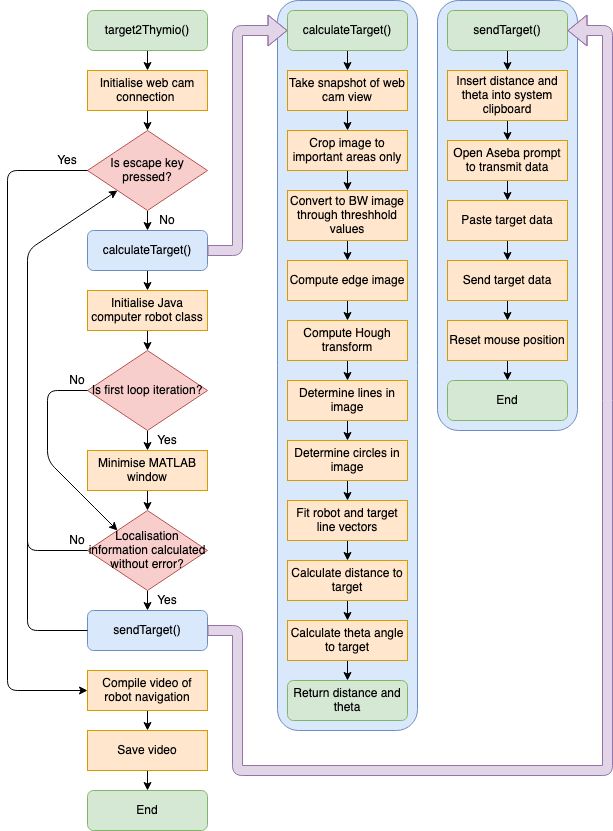 target2Thymio()
Initialise web cam
connection
Is escape key
pressed?
Yes
No
calculateTarget()
Initialise Java
computer robot class
Is first loop iteration?
No
Yes
Minimise MATLAB
window
Localisation
information calculated
without error?
No
Yes
sendTarget()
Compile video of
robot navigation
Save video
End
calculateTarget()
Take snapshot of web
cam view
Crop image to
important areas only
Convert to BW image
through threshhold
values
Compute edge image
Compute Hough
transform
Determine lines in
image
Determine circles in
image
Fit robot and target
line vectors
Calculate distance to
target
Calculate theta angle
to target
Return distance and
theta
sendTarget()
Insert distance and
theta into system
clipboard
Open Aseba prompt
to transmit data
Paste target data
Send target data
Reset mouse position
End